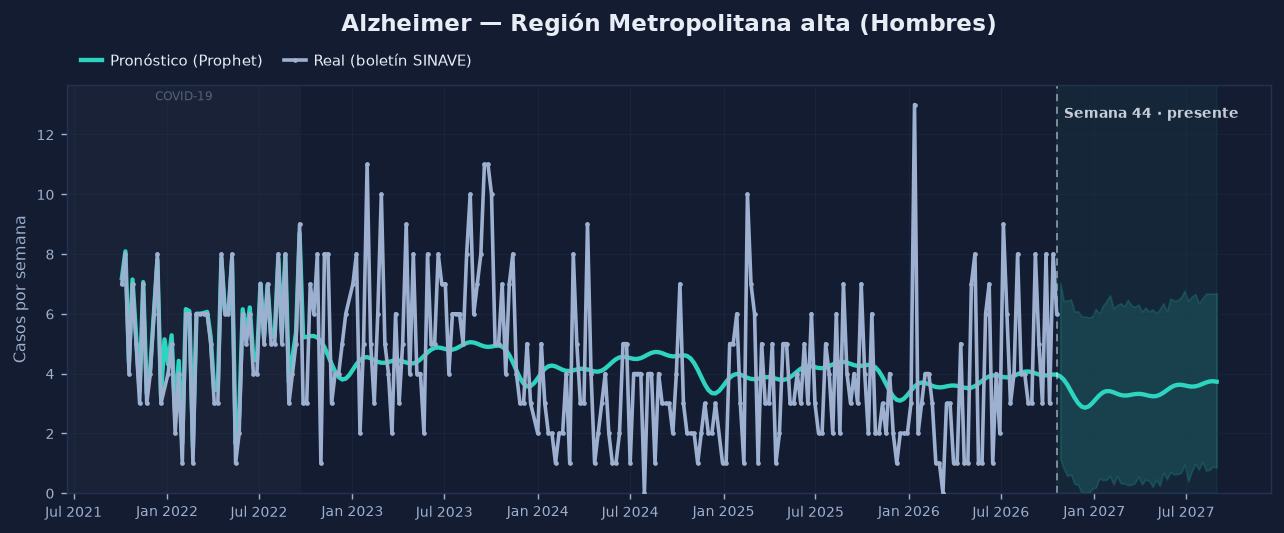 Alzheimer — Región Metropolitana alta (Hombres)
Pronóstico (Prophet) Real (boletín SINAVE)
COVID-19
Semana 44 · presente
Casos por semana
12
10
8
6
4
2
0
Jul 2021 Jan 2022 Jul 2022 Jan 2023 Jul 2023 Jan 2024 Jul 2024 Jan 2025 Jul 2025 Jan 2026 Jul 2026 Jan 2027 Jul 2027